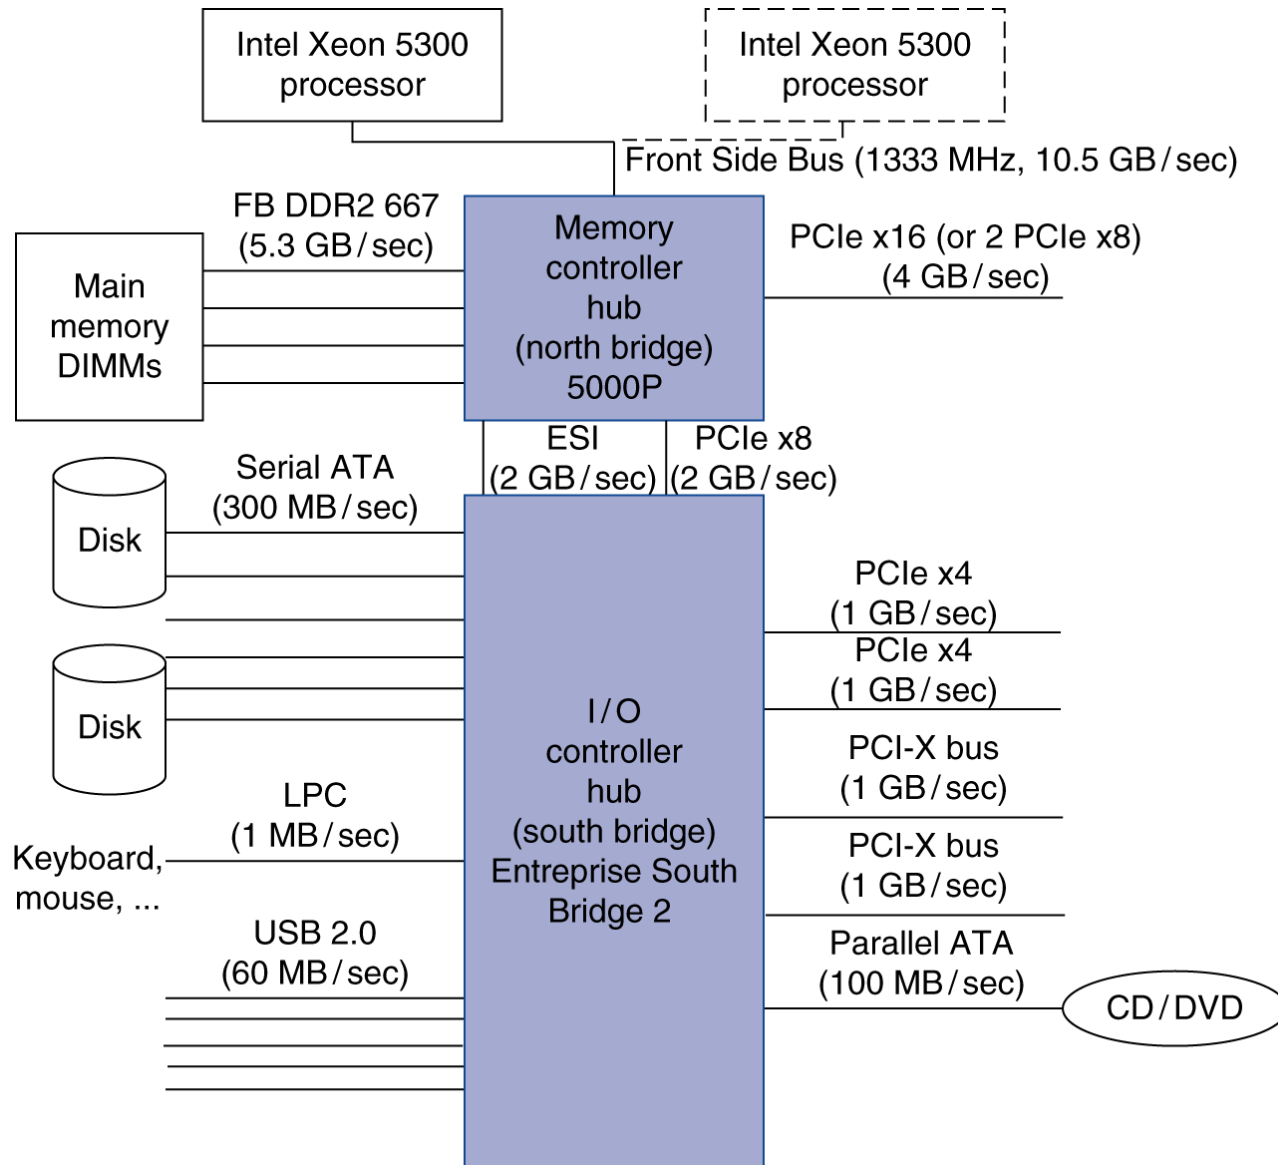 Intel Xeon 5300
processor
Intel Xeon 5300
processor
Front Side Bus (1333 MHz, 10.5 GB/sec)
FB DDR2 667
(5.3 GB/sec)
Main
memory
DIMMs
Memory
controller
hub
(north bridge)
5000P
PCIe x16 (or 2 PCIe x8)
(4 GB/sec)
ESI
(2 GB/sec)
PCIe x8
(2 GB/sec)
Serial ATA
(300 MB/sec)
Disk
Disk
LPC
(1 MB/sec)
Keyboard,
mouse, ...
USB 2.0
(60 MB/sec)
I/O
controller
hub
(south bridge)
Entreprise South
Bridge 2
PCIe x4
(1 GB/sec)
PCIe x4
(1 GB/sec)
PCI-X bus
(1 GB/sec)
PCI-X bus
(1 GB/sec)
Parallel ATA
(100 MB/sec)
CD/DVD